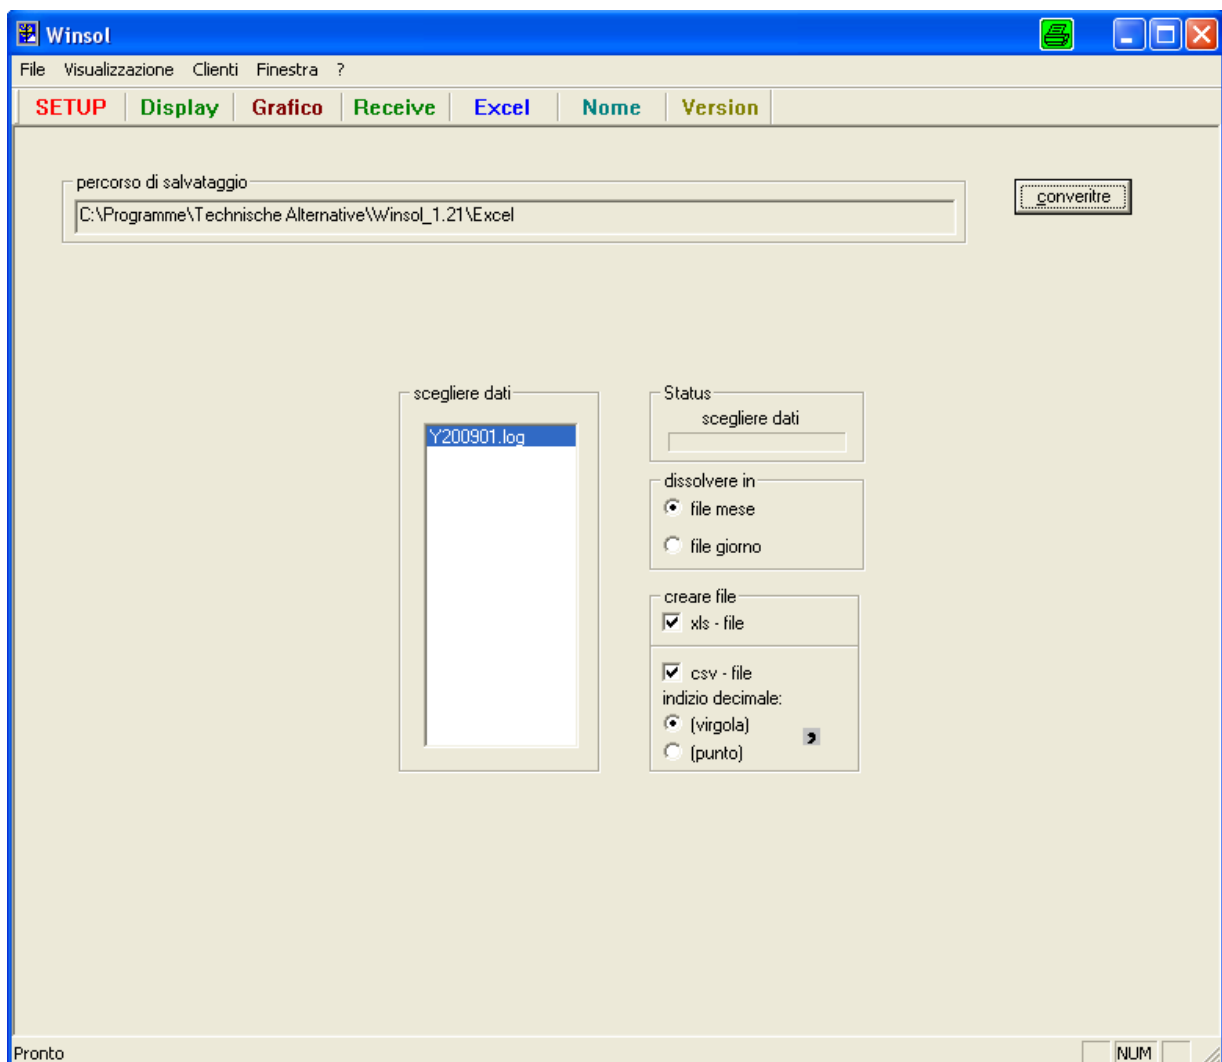 Winsol
File Visualizzazione Clienti Finestra ?
SETUP Display Grafico Receive Excel Nome Version
percorso di salvataggio
C:\Programme\Technische Alternative\Winsol_1.21\Excel
converitre
scegliere dati
Y200901.log
Status
scegliere dati
dissolvere in
file mese
file giorno
creare file
xls - file
csv - file
indizio decimale:
(virgola)
,
(punto)
Pronto
NUM